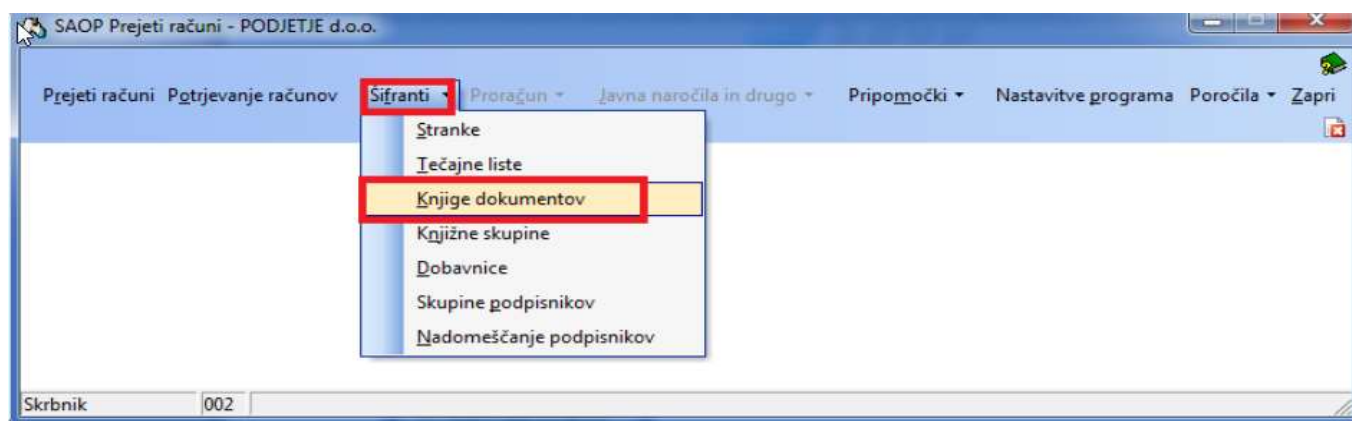 SAOP Prejeti računi - PODJETJE d.o.o.
Prejeti računi Potrjevanje računov Šifranti Proračun Javna naročila in drugo Pripomočki Nastavitve programa Poročila Zapri
Stranke
Tečajne liste
Knjige dokumentov
Knjižne skupine
Dobavnice
Skupine podpisnikov
Nadomeščanje podpisnikov
Skrbnik 002